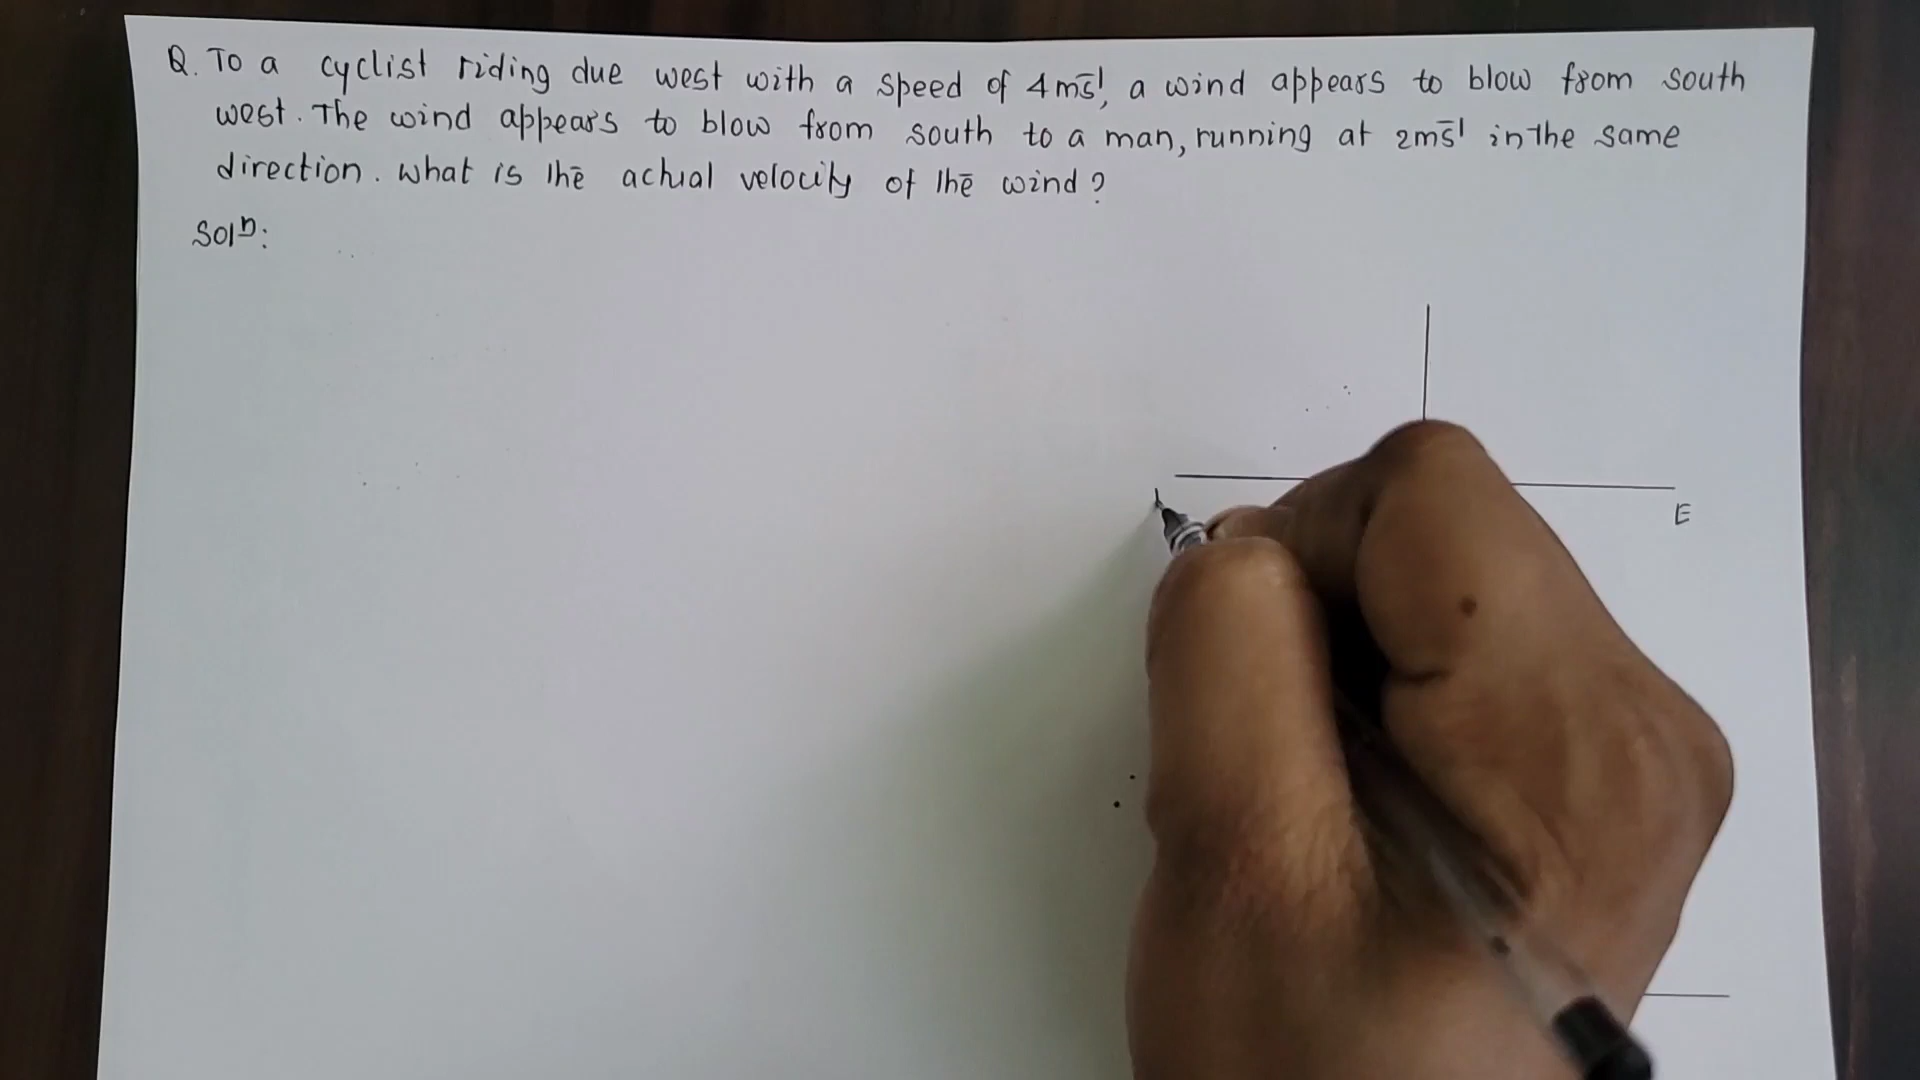 Q. To a cyclist riding due west with a speed of 4ms⁻¹, a wind appears to blow from south
west. The wind appears to blow from south to a man, running at 2ms⁻¹ in the same
direction. what is the actual velocity of the wind?
Solⁿ:
E